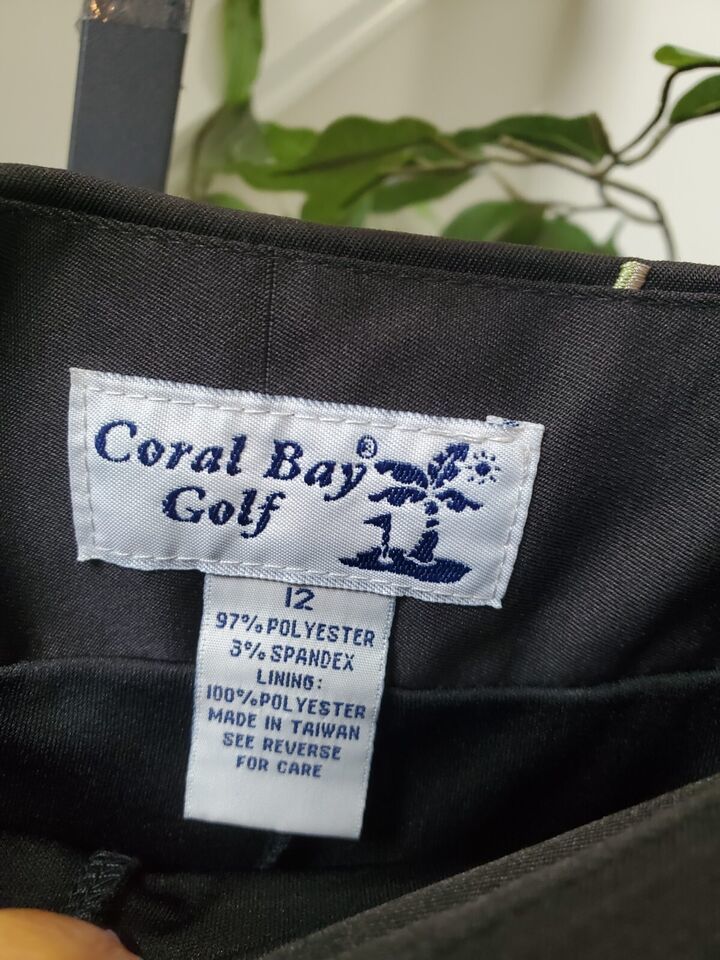 Coral Bay®
Golf
12
97% POLYESTER
3% SPANDEX
LINING:
100% POLYESTER
MADE IN TAIWAN
SEE REVERSE
FOR CARE